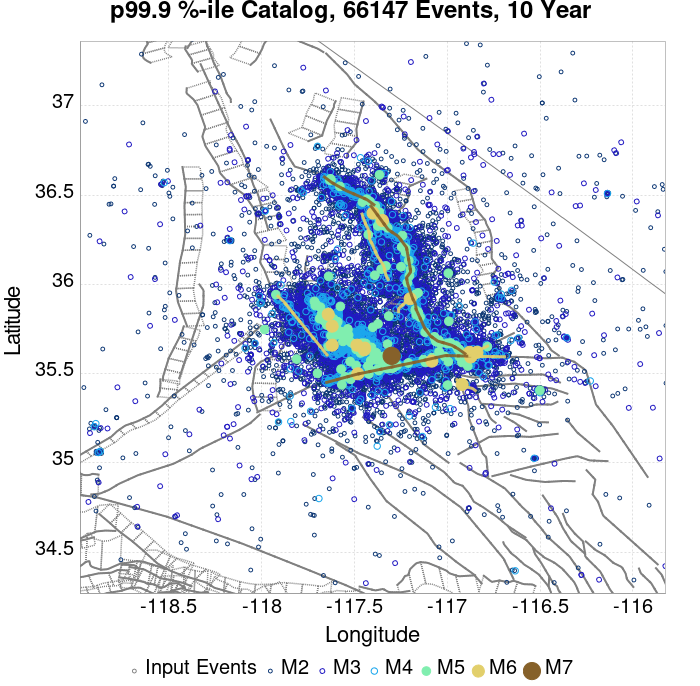 p99.9 %-ile Catalog, 66147 Events, 10 Year
37
36.5
36
35.5
35
34.5
Latitude
-118.5 -118 -117.5 -117 -116.5 -116
Longitude
Input Events M2 M3 M4 M5 M6 M7